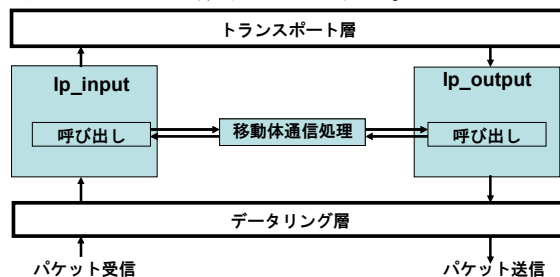 トランスポート層
Ip_input
Ip_output
呼び出し
移動体通信処理
呼び出し
データリング層
パケット受信
パケット送信